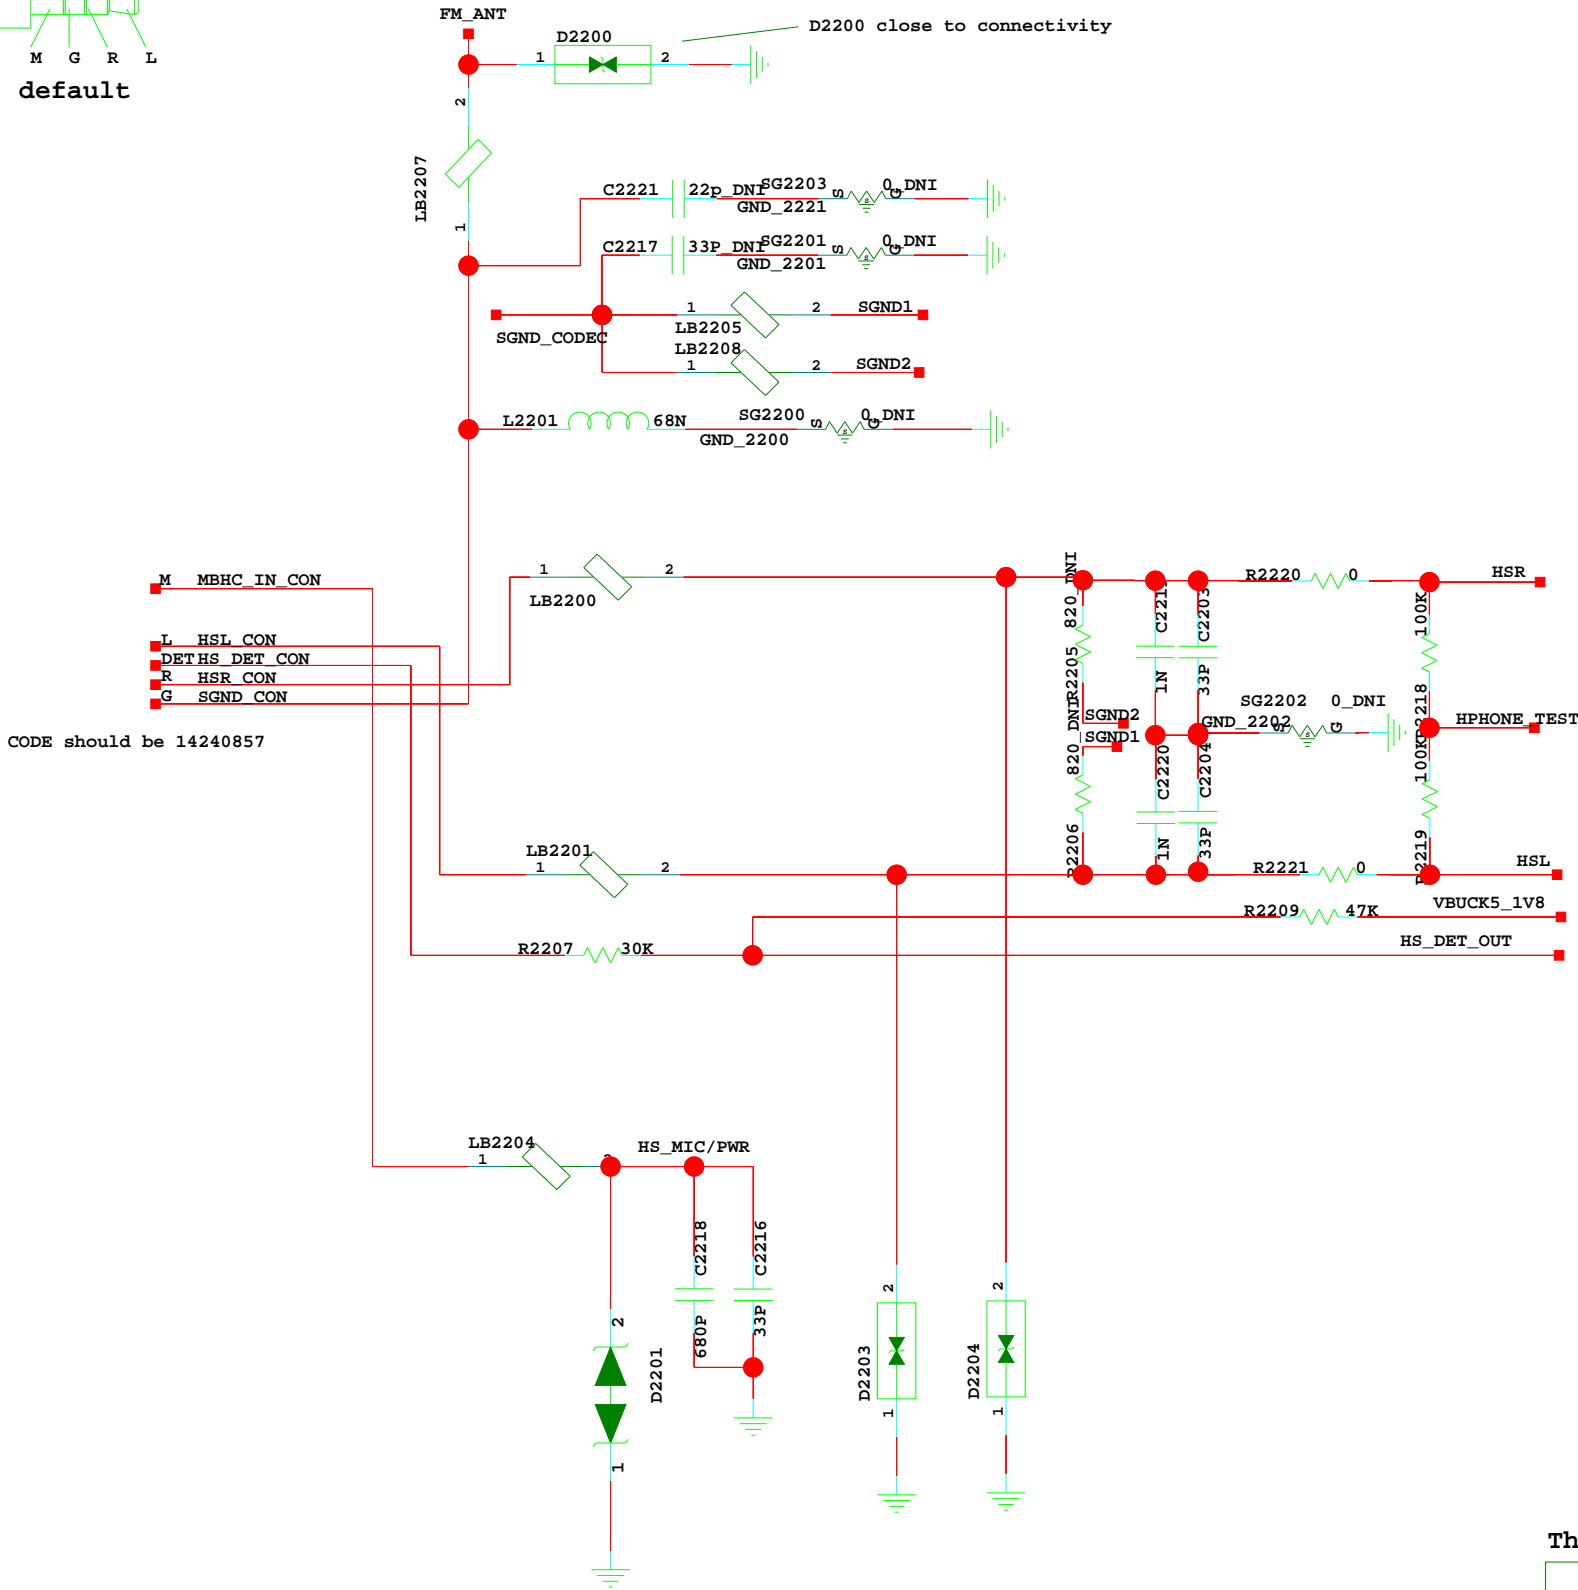 FM_ANT
D2200 close to connectivity
D2200
1 2
M G R L
default
2
LB2207
1
C2221 22p_DNI SG2203 S G 0_DNI
GND_2221
C2217 33P_DNI SG2201 S G 0_DNI
GND_2201
SGND_CODEC
1 2 SGND1
LB2205
LB2208
1 2 SGND2
L2201 68N SG2200 S G 0_DNI
GND_2200
M MBHC_IN_CON
L HSL_CON
DET HS_DET_CON
R HSR_CON
G SGND_CON
CODE should be 14240857
1 2
LB2200
820_DNI
R2205
1N
C2203
33P
R2220 0
HSR
100K
SGND2
SGND1
GND_2202
SG2202 0_DNI
S G
HPHONE_TEST
820_DNI
R2206
C2220
1N
C2204
33P
100K
R2219
LB2201
1 2
R2221 0
HSL
R2209 47K
VBUCK5_1V8
R2207 30K
HS_DET_OUT
LB2204
1
HS_MIC/PWR
C2218
680P
C2216
33P
2
D2201
1
2
D2203
1
2
D2204
1
Th